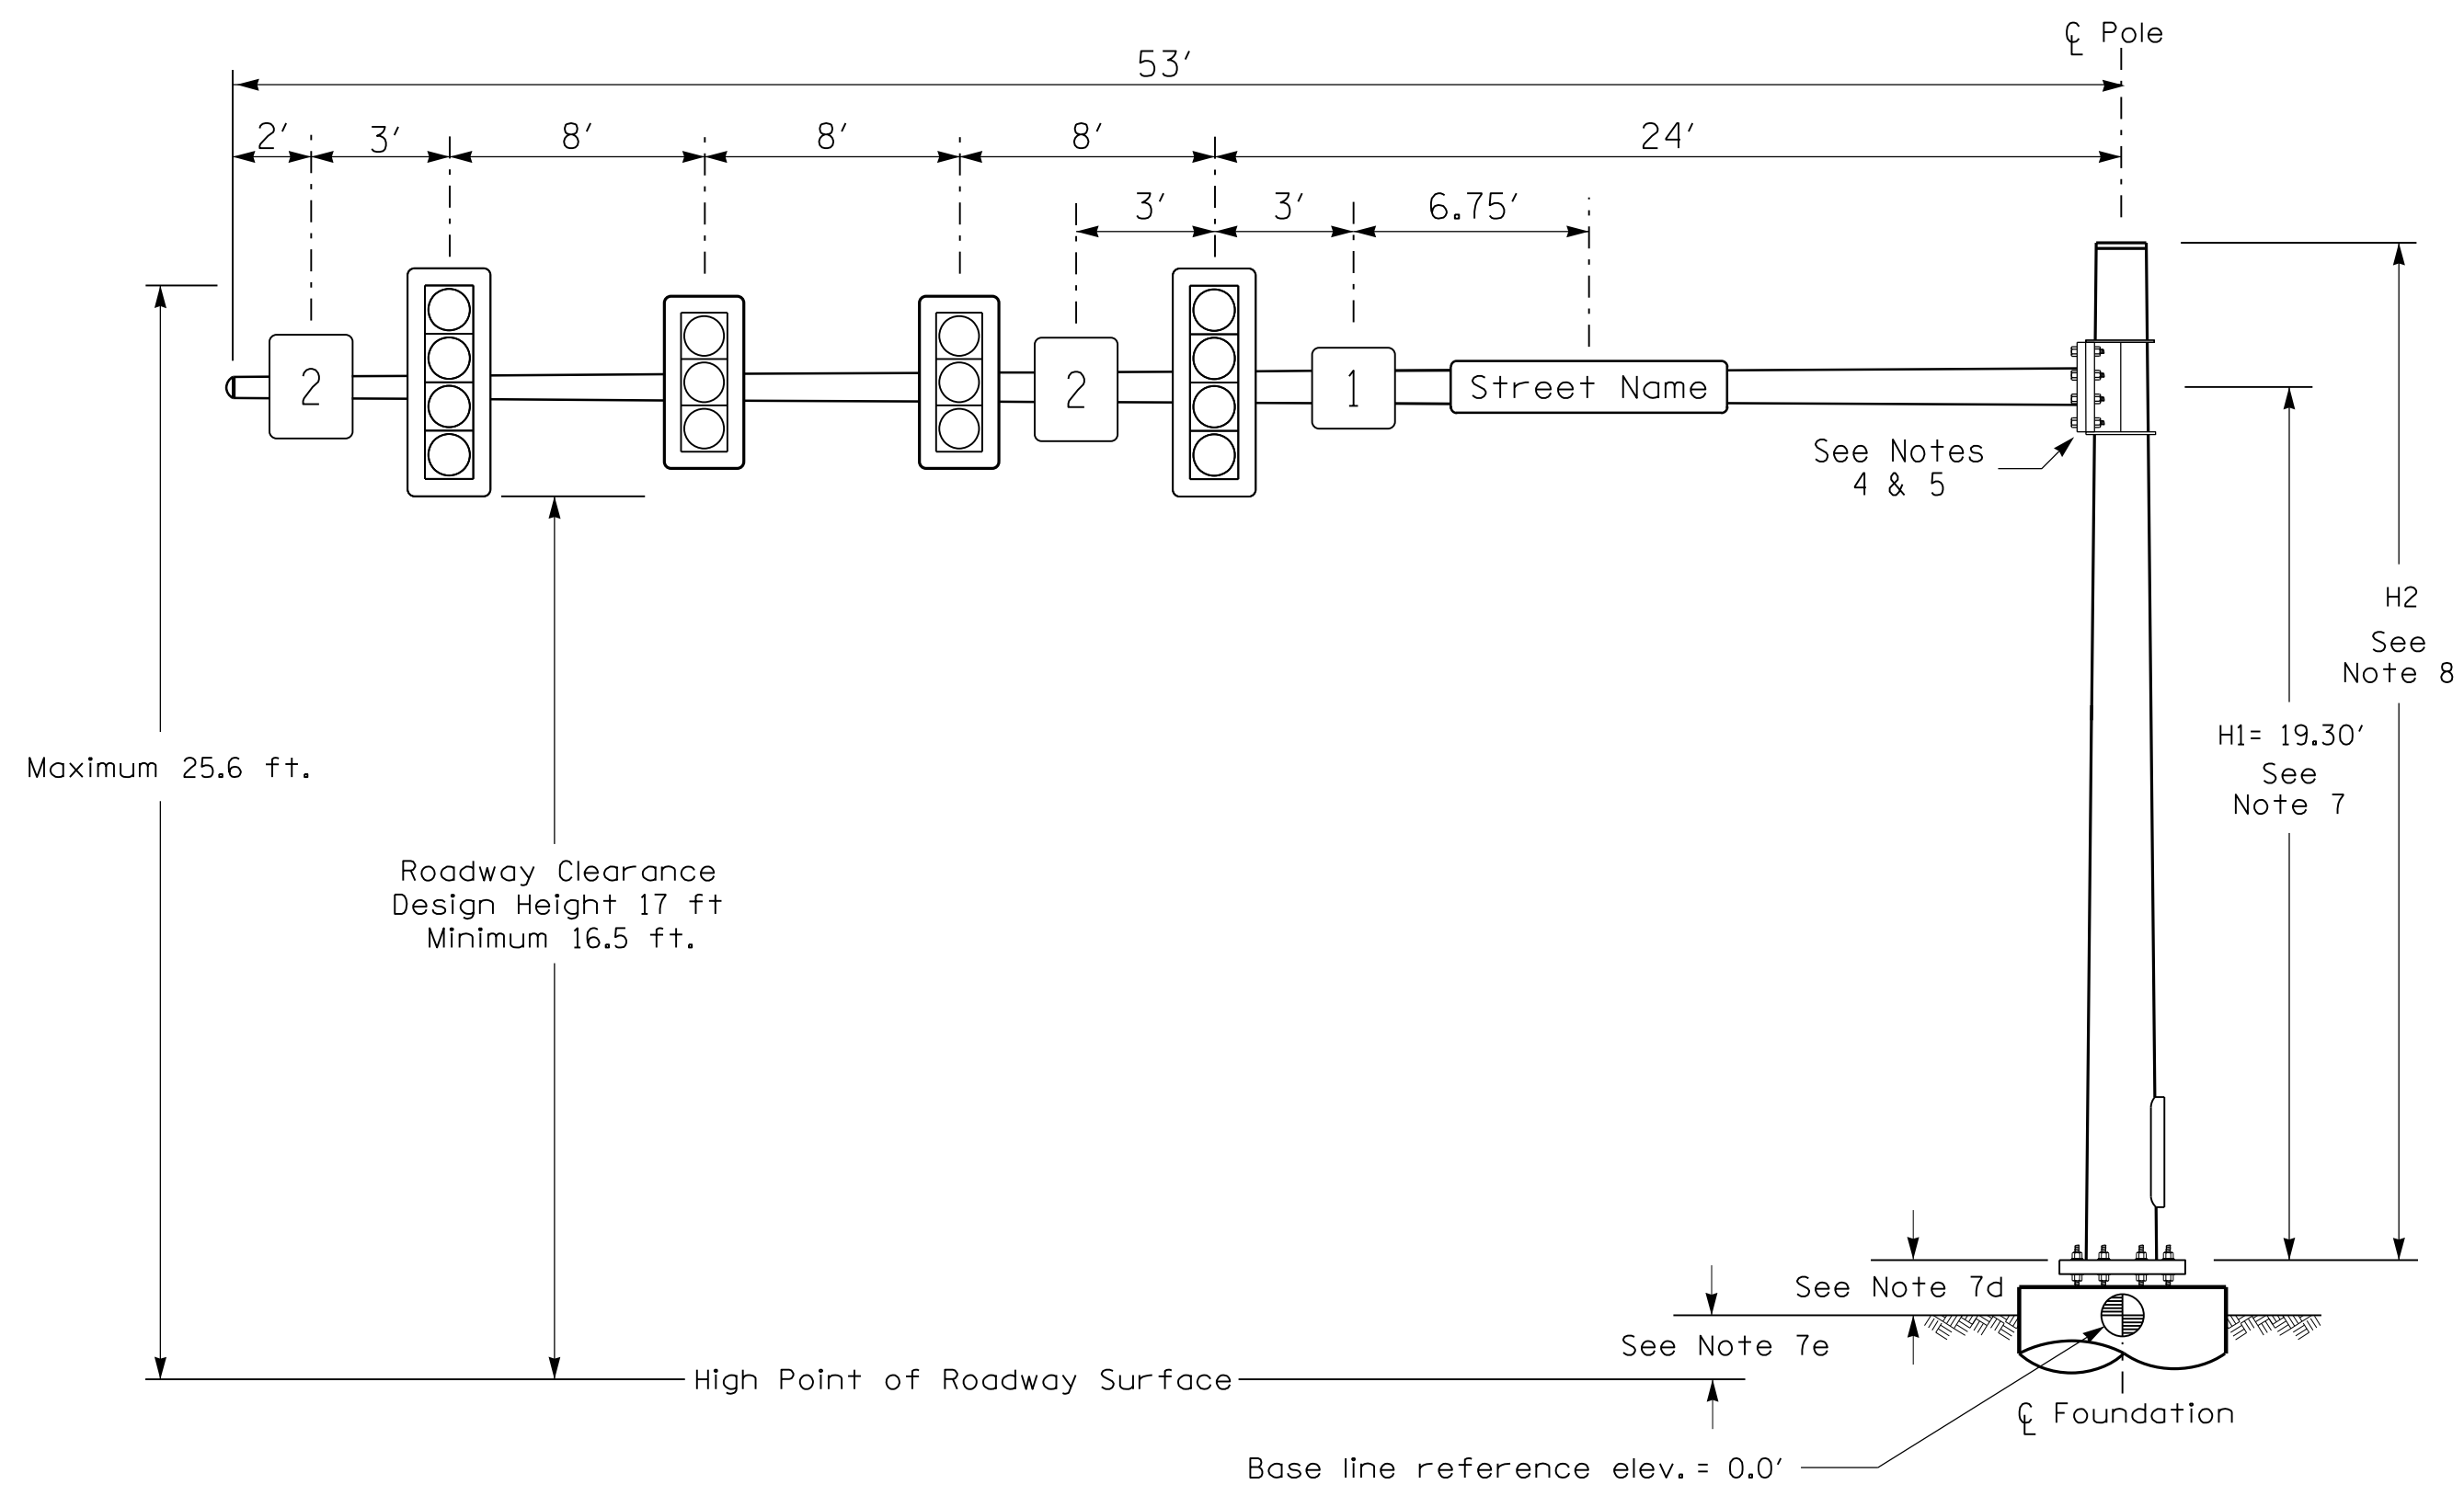 ℄ Pole
53'
2'
3'
8'
8'
8'
24'
3'
3'
6.75'
2
2
1
Street Name
See Notes
4 & 5
H2
See
Note 8
H1= 19.30'
See
Note 7
Maximum 25.6 ft.
Roadway Clearance
Design Height 17 ft
Minimum 16.5 ft.
See Note 7d
See Note 7e
High Point of Roadway Surface
℄ Foundation
Base line reference elev. = 0.0'